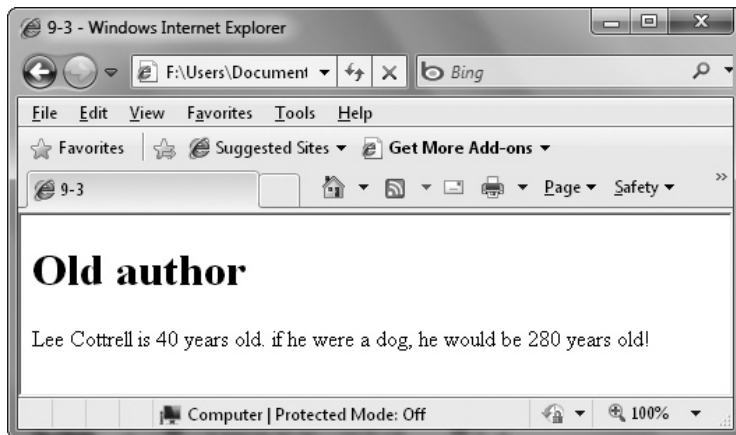 9-3 - Windows Internet Explorer
F:\Users\Document
Bing
File Edit View Favorites Tools Help
Favorites Suggested Sites Get More Add-ons
9-3 Page Safety
Old author
Lee Cottrell is 40 years old. if he were a dog, he would be 280 years old!
Computer | Protected Mode: Off 100%